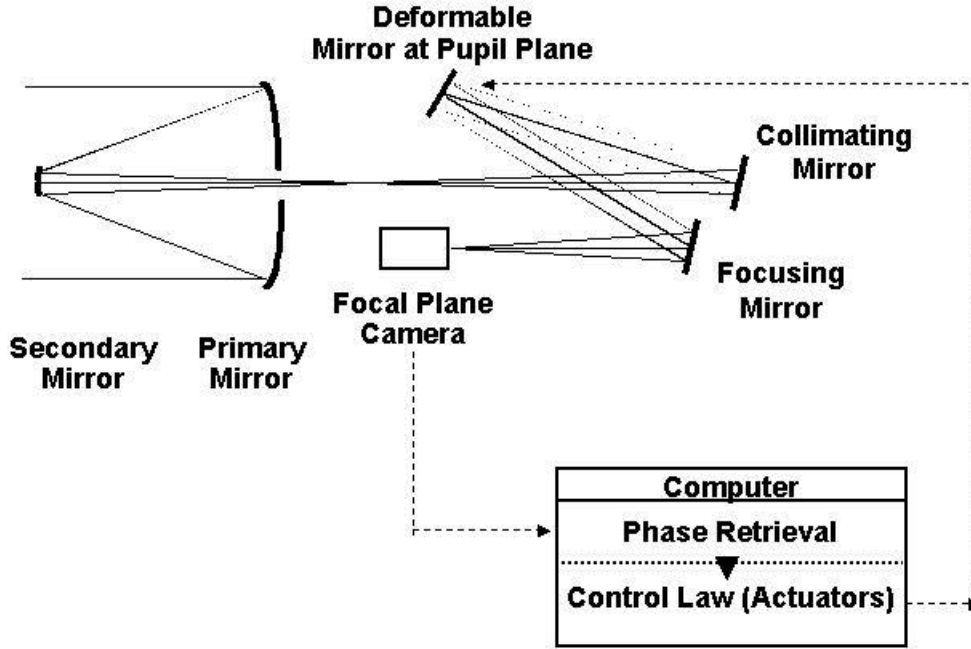 Deformable
Mirror at Pupil Plane
Collimating
Mirror
Focusing
Mirror
Focal Plane
Camera
Secondary
Mirror
Primary
Mirror
Computer
Phase Retrieval
Control Law (Actuators)